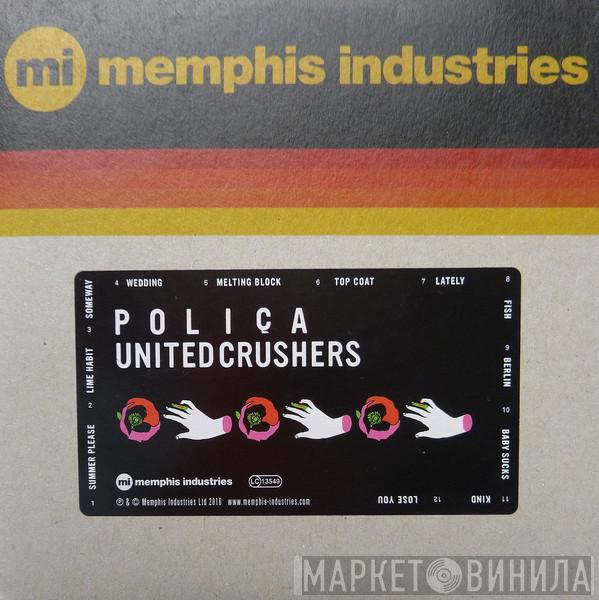 mi memphis industries
1 SUMMER PLEASE 2 LIME HABIT 3 SOMEWAY
4 WEDDING 5 MELTING BLOCK 6 TOP COAT 7 LATELY
8 FISH 9 BERLIN 10 BABY SUCKS
11 KIND 12 LOSE YOU
POLIÇA
UNITED CRUSHERS
mi memphis industries LC 13549
℗ & © Memphis Industries Ltd 2016 www.memphis-industries.com
МАРКЕТ ВИНИЛА